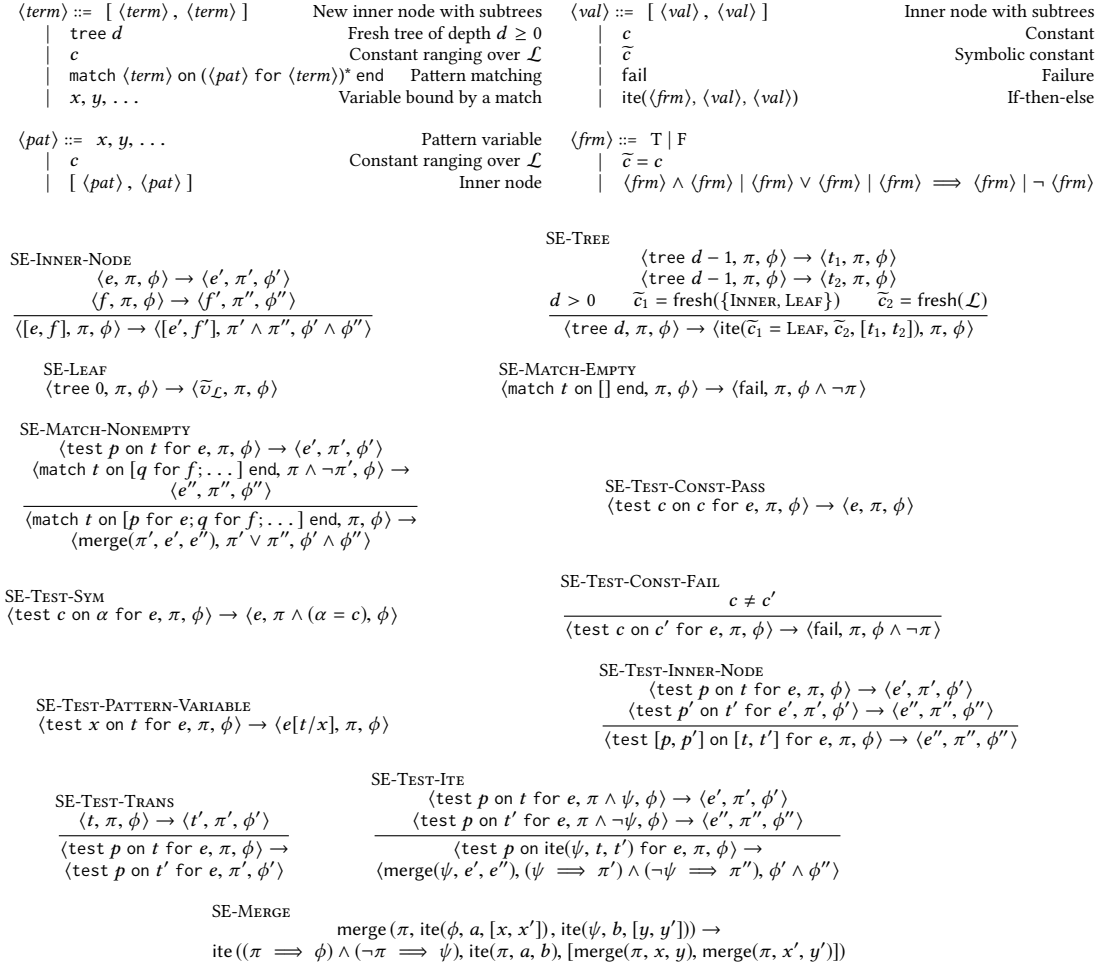 ⟨term⟩ ::= [ ⟨term⟩ , ⟨term⟩ ] New inner node with subtrees
| tree d Fresh tree of depth d ≥ 0
| c Constant ranging over ℒ
| match ⟨term⟩ on (⟨pat⟩ for ⟨term⟩)* end Pattern matching
| x, y, . . . Variable bound by a match
⟨val⟩ ::= [ ⟨val⟩ , ⟨val⟩ ] Inner node with subtrees
| c Constant
| c̃ Symbolic constant
| fail Failure
| ite(⟨frm⟩, ⟨val⟩, ⟨val⟩) If-then-else
⟨pat⟩ ::= x, y, . . . Pattern variable
| c Constant ranging over ℒ
| [ ⟨pat⟩ , ⟨pat⟩ ] Inner node
⟨frm⟩ ::= T | F
| c̃ = c
| ⟨frm⟩ ∧ ⟨frm⟩ | ⟨frm⟩ ∨ ⟨frm⟩ | ⟨frm⟩ ⟹ ⟨frm⟩ | ¬ ⟨frm⟩
SE-Inner-Node
⟨e, π, ϕ⟩ → ⟨e′, π′, ϕ′⟩
⟨f, π, ϕ⟩ → ⟨f′, π′′, ϕ′′⟩
⟨[e, f], π, ϕ⟩ → ⟨[e′, f′], π′ ∧ π′′, ϕ′ ∧ ϕ′′⟩
SE-Tree
⟨tree d − 1, π, ϕ⟩ → ⟨t₁, π, ϕ⟩
⟨tree d − 1, π, ϕ⟩ → ⟨t₂, π, ϕ⟩
d > 0 c̃₁ = fresh({Inner, Leaf}) c̃₂ = fresh(ℒ)
⟨tree d, π, ϕ⟩ → ⟨ite(c̃₁ = Leaf, c̃₂, [t₁, t₂]), π, ϕ⟩
SE-Leaf
⟨tree 0, π, ϕ⟩ → ⟨ṽ_ℒ, π, ϕ⟩
SE-Match-Empty
⟨match t on [] end, π, ϕ⟩ → ⟨fail, π, ϕ ∧ ¬π⟩
SE-Match-Nonempty
⟨test p on t for e, π, ϕ⟩ → ⟨e′, π′, ϕ′⟩
⟨match t on [q for f; . . . ] end, π ∧ ¬π′, ϕ⟩ →
⟨e′′, π′′, ϕ′′⟩
⟨match t on [p for e; q for f; . . . ] end, π, ϕ⟩ →
⟨merge(π′, e′, e′′), π′ ∨ π′′, ϕ′ ∧ ϕ′′⟩
SE-Test-Const-Pass
⟨test c on c for e, π, ϕ⟩ → ⟨e, π, ϕ⟩
SE-Test-Sym
⟨test c on α for e, π, ϕ⟩ → ⟨e, π ∧ (α = c), ϕ⟩
SE-Test-Const-Fail
c ≠ c′
⟨test c on c′ for e, π, ϕ⟩ → ⟨fail, π, ϕ ∧ ¬π⟩
SE-Test-Pattern-Variable
⟨test x on t for e, π, ϕ⟩ → ⟨e[t/x], π, ϕ⟩
SE-Test-Inner-Node
⟨test p on t for e, π, ϕ⟩ → ⟨e′, π′, ϕ′⟩
⟨test p′ on t′ for e′, π′, ϕ′⟩ → ⟨e′′, π′′, ϕ′′⟩
⟨test [p, p′] on [t, t′] for e, π, ϕ⟩ → ⟨e′′, π′′, ϕ′′⟩
SE-Test-Trans
⟨t, π, ϕ⟩ → ⟨t′, π′, ϕ′⟩
⟨test p on t for e, π, ϕ⟩ →
⟨test p on t′ for e, π′, ϕ′⟩
SE-Test-Ite
⟨test p on t for e, π ∧ ψ, ϕ⟩ → ⟨e′, π′, ϕ′⟩
⟨test p on t′ for e, π ∧ ¬ψ, ϕ⟩ → ⟨e′′, π′′, ϕ′′⟩
⟨test p on ite(ψ, t, t′) for e, π, ϕ⟩ →
⟨merge(ψ, e′, e′′), (ψ ⟹ π′) ∧ (¬ψ ⟹ π′′), ϕ′ ∧ ϕ′′⟩
SE-Merge
merge (π, ite(ϕ, a, [x, x′]) , ite(ψ, b, [y, y′])) →
ite ((π ⟹ ϕ) ∧ (¬π ⟹ ψ), ite(π, a, b), [merge(π, x, y), merge(π, x′, y′)])